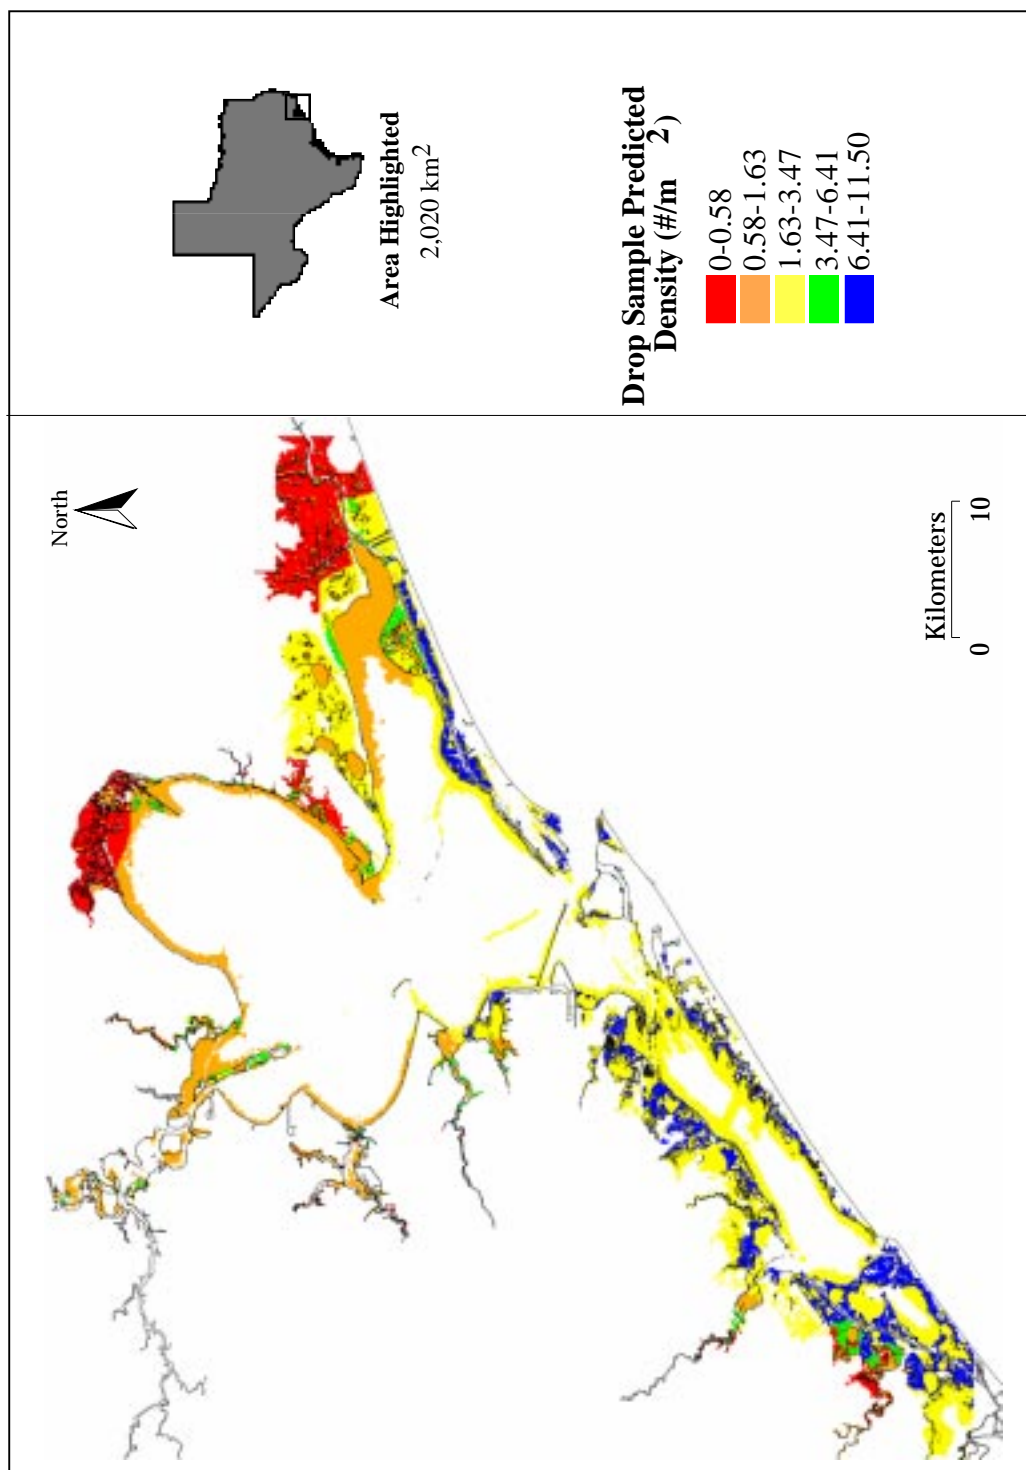 Area Highlighted
2,020 km2
Drop Sample Predicted
Density (#/m 2)
0-0.58
0.58-1.63
1.63-3.47
3.47-6.41
6.41-11.50
North
Kilometers
0 10